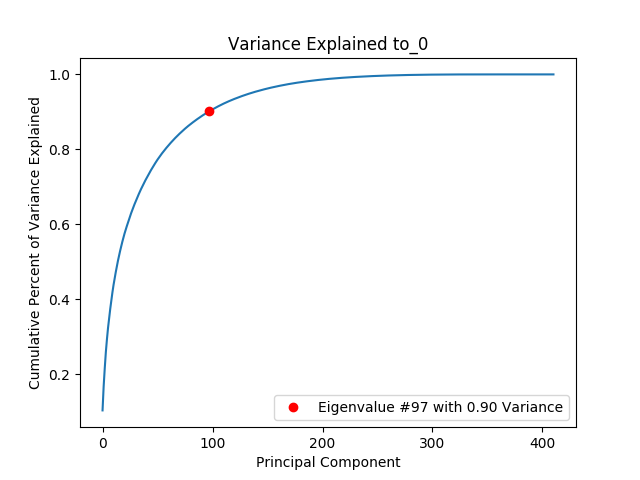 Variance Explained to_0
Cumulative Percent of Variance Explained
1.0
0.8
0.6
0.4
0.2
Eigenvalue #97 with 0.90 Variance
0 100 200 300 400
Principal Component